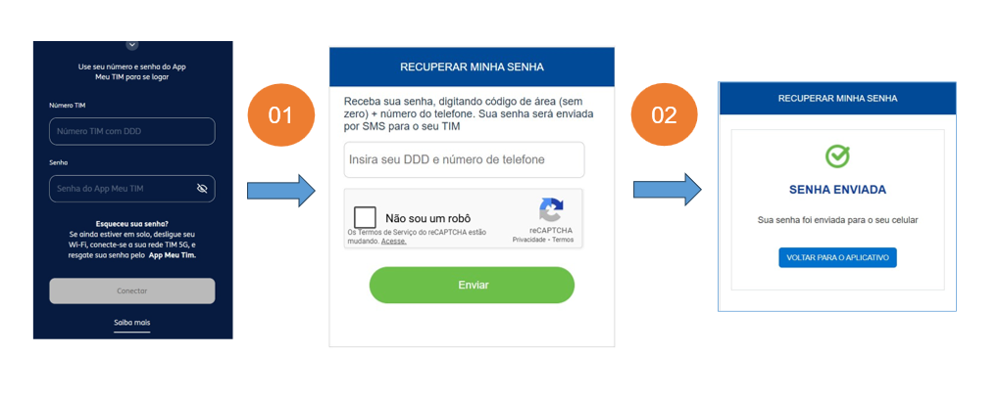 Use seu número e senha do App
Meu TIM para se logar
Número TIM
Número TIM com DDD
Senha
Senha do App Meu TIM
Esqueceu sua senha?
Se ainda estiver em solo, desligue seu
Wi-Fi, conecte-se a sua rede TIM 5G, e
resgate sua senha pelo App Meu Tim.
Conectar
Saiba mais
01
RECUPERAR MINHA SENHA
Receba sua senha, digitando código de área (sem
zero) + número do telefone. Sua senha será enviada
por SMS para o seu TIM
Insira seu DDD e número de telefone
Não sou um robô
Os Termos de Serviço do reCAPTCHA estão
mudando. Acesse.
reCAPTCHA
Privacidade - Termos
Enviar
02
RECUPERAR MINHA SENHA
SENHA ENVIADA
Sua senha foi enviada para o seu celular
VOLTAR PARA O APLICATIVO